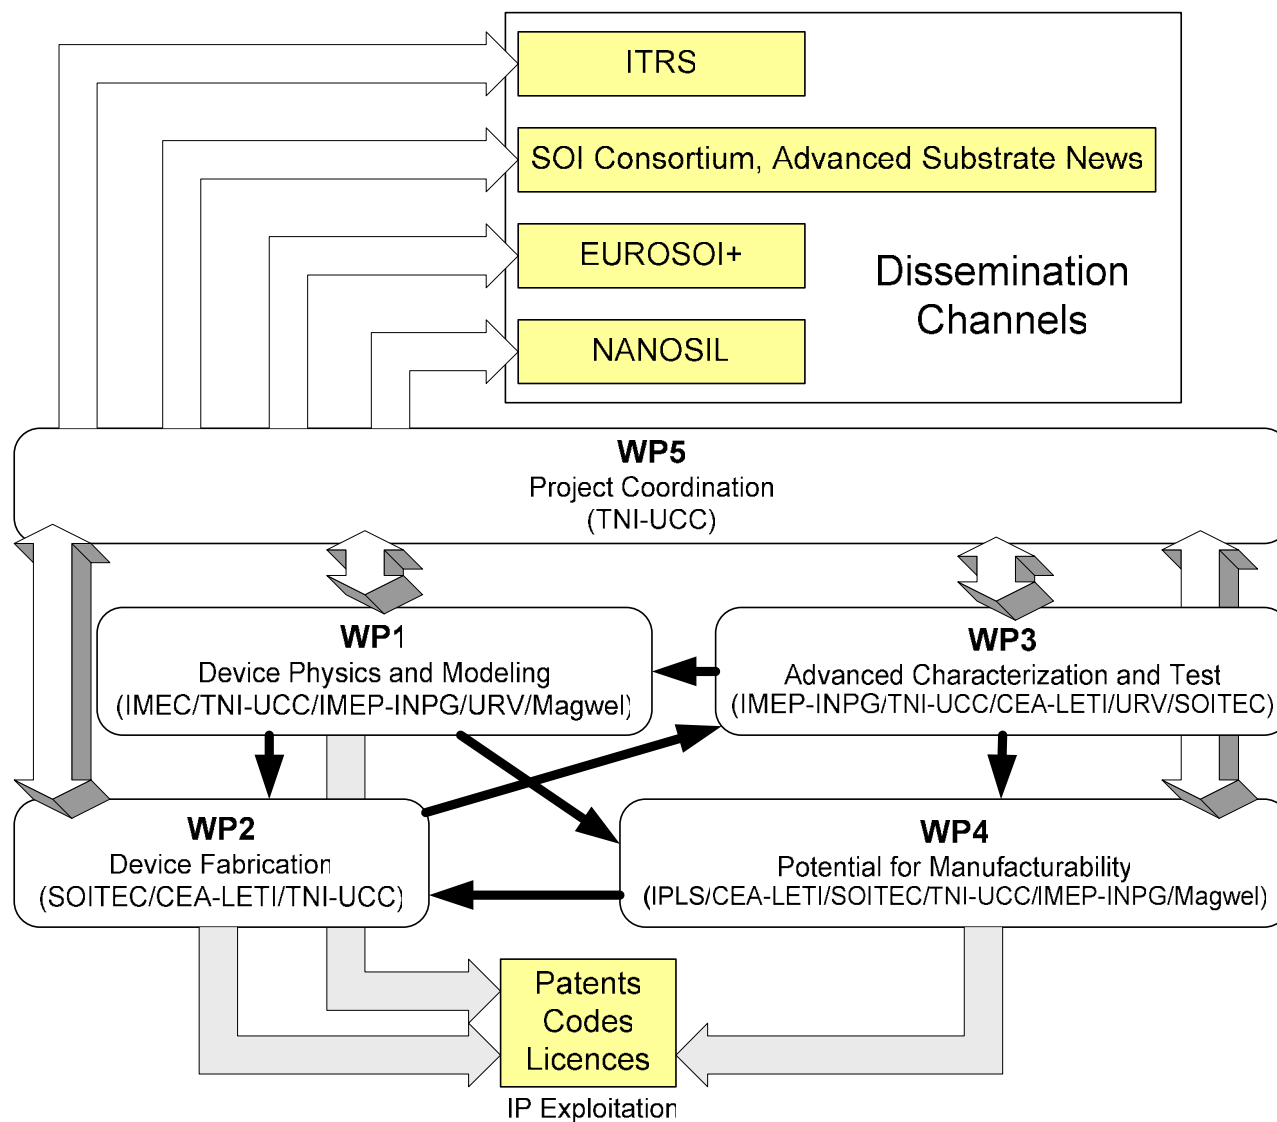 ITRS
SOI Consortium, Advanced Substrate News
EUROSOI+
Dissemination
Channels
NANOSIL
WP5
Project Coordination
(TNI-UCC)
WP1
Device Physics and Modeling
(IMEC/TNI-UCC/IMEP-INPG/URV/Magwel)
WP3
Advanced Characterization and Test
(IMEP-INPG/TNI-UCC/CEA-LETI/URV/SOITEC)
WP2
Device Fabrication
(SOITEC/CEA-LETI/TNI-UCC)
WP4
Potential for Manufacturability
(IPLS/CEA-LETI/SOITEC/TNI-UCC/IMEP-INPG/Magwel)
Patents
Codes
Licences
IP Exploitation